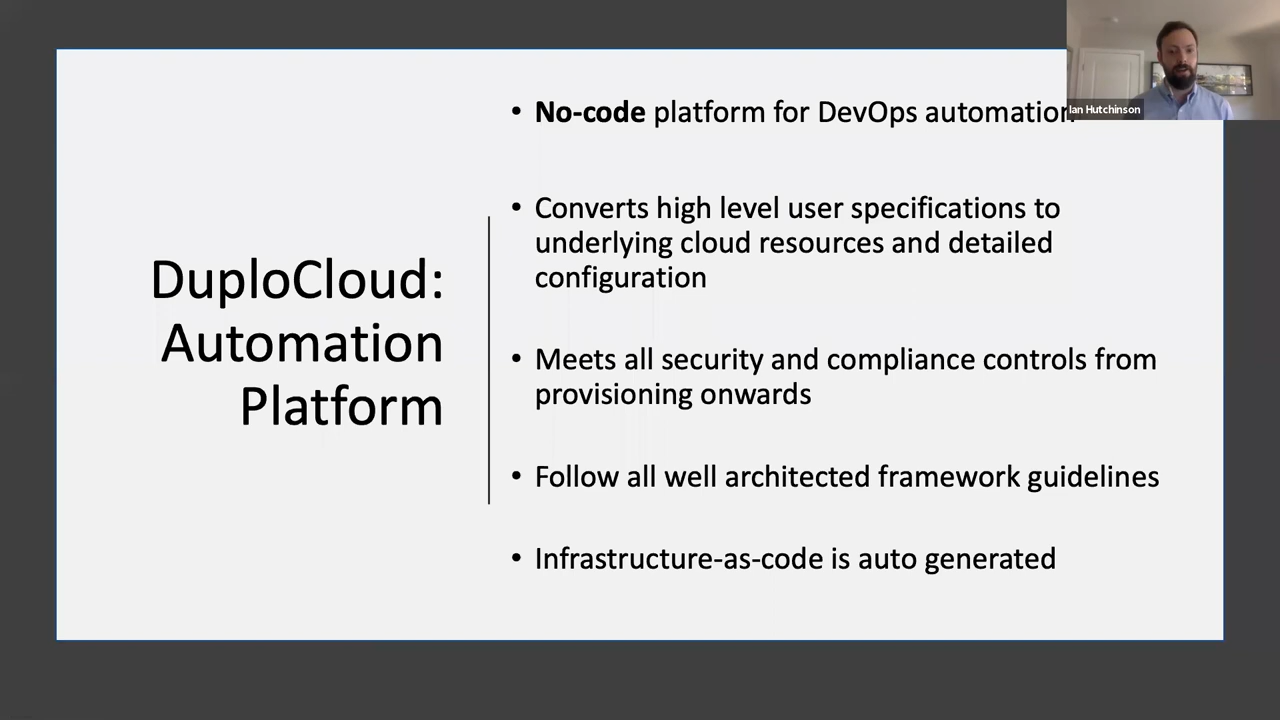 DuploCloud:
Automation
Platform
• No-code platform for DevOps automation
• Converts high level user specifications to
underlying cloud resources and detailed
configuration
• Meets all security and compliance controls from
provisioning onwards
• Follow all well architected framework guidelines
• Infrastructure-as-code is auto generated
Ian Hutchinson